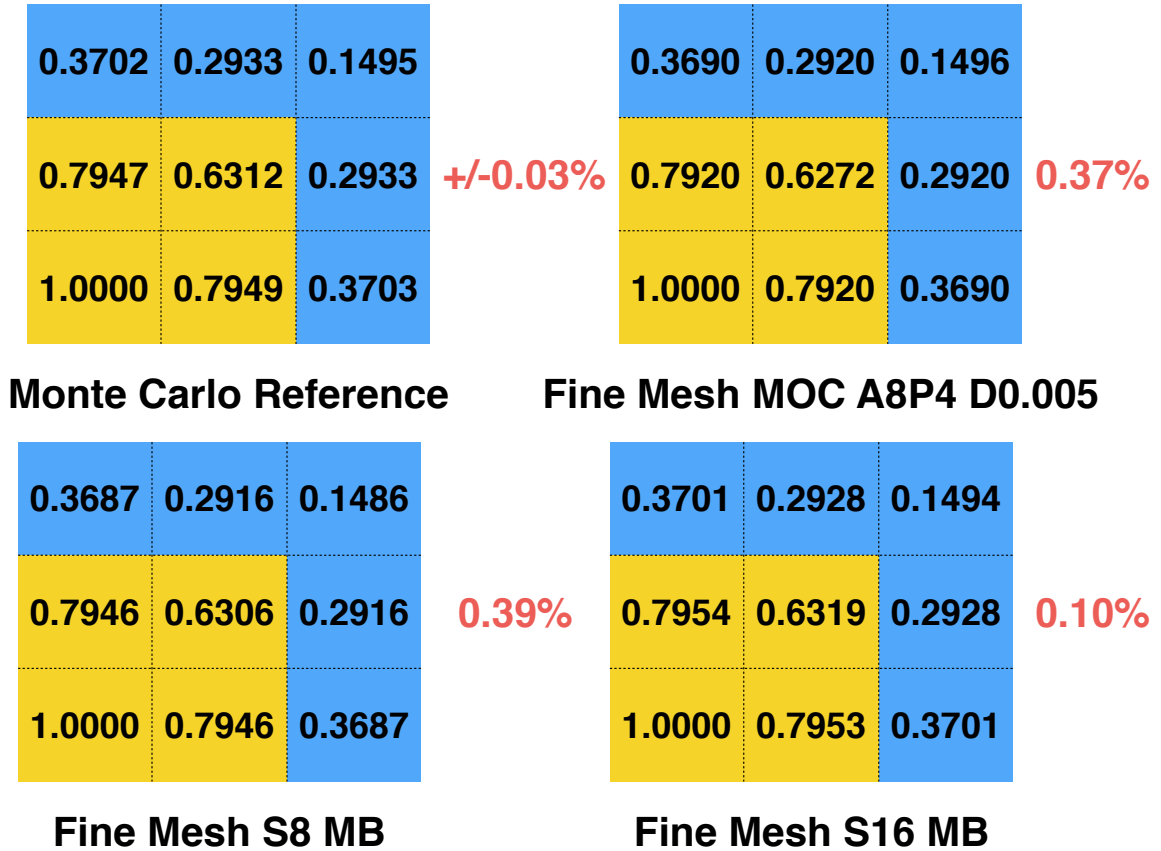 0.3702 0.2933 0.1495 0.3690 0.2920 0.1496
0.7947 0.6312 0.2933 +/-0.03% 0.7920 0.6272 0.2920 0.37%
1.0000 0.7949 0.3703 1.0000 0.7920 0.3690
Monte Carlo Reference Fine Mesh MOC A8P4 D0.005
0.3687 0.2916 0.1486 0.3701 0.2928 0.1494
0.7946 0.6306 0.2916 0.39% 0.7954 0.6319 0.2928 0.10%
1.0000 0.7946 0.3687 1.0000 0.7953 0.3701
Fine Mesh S8 MB Fine Mesh S16 MB